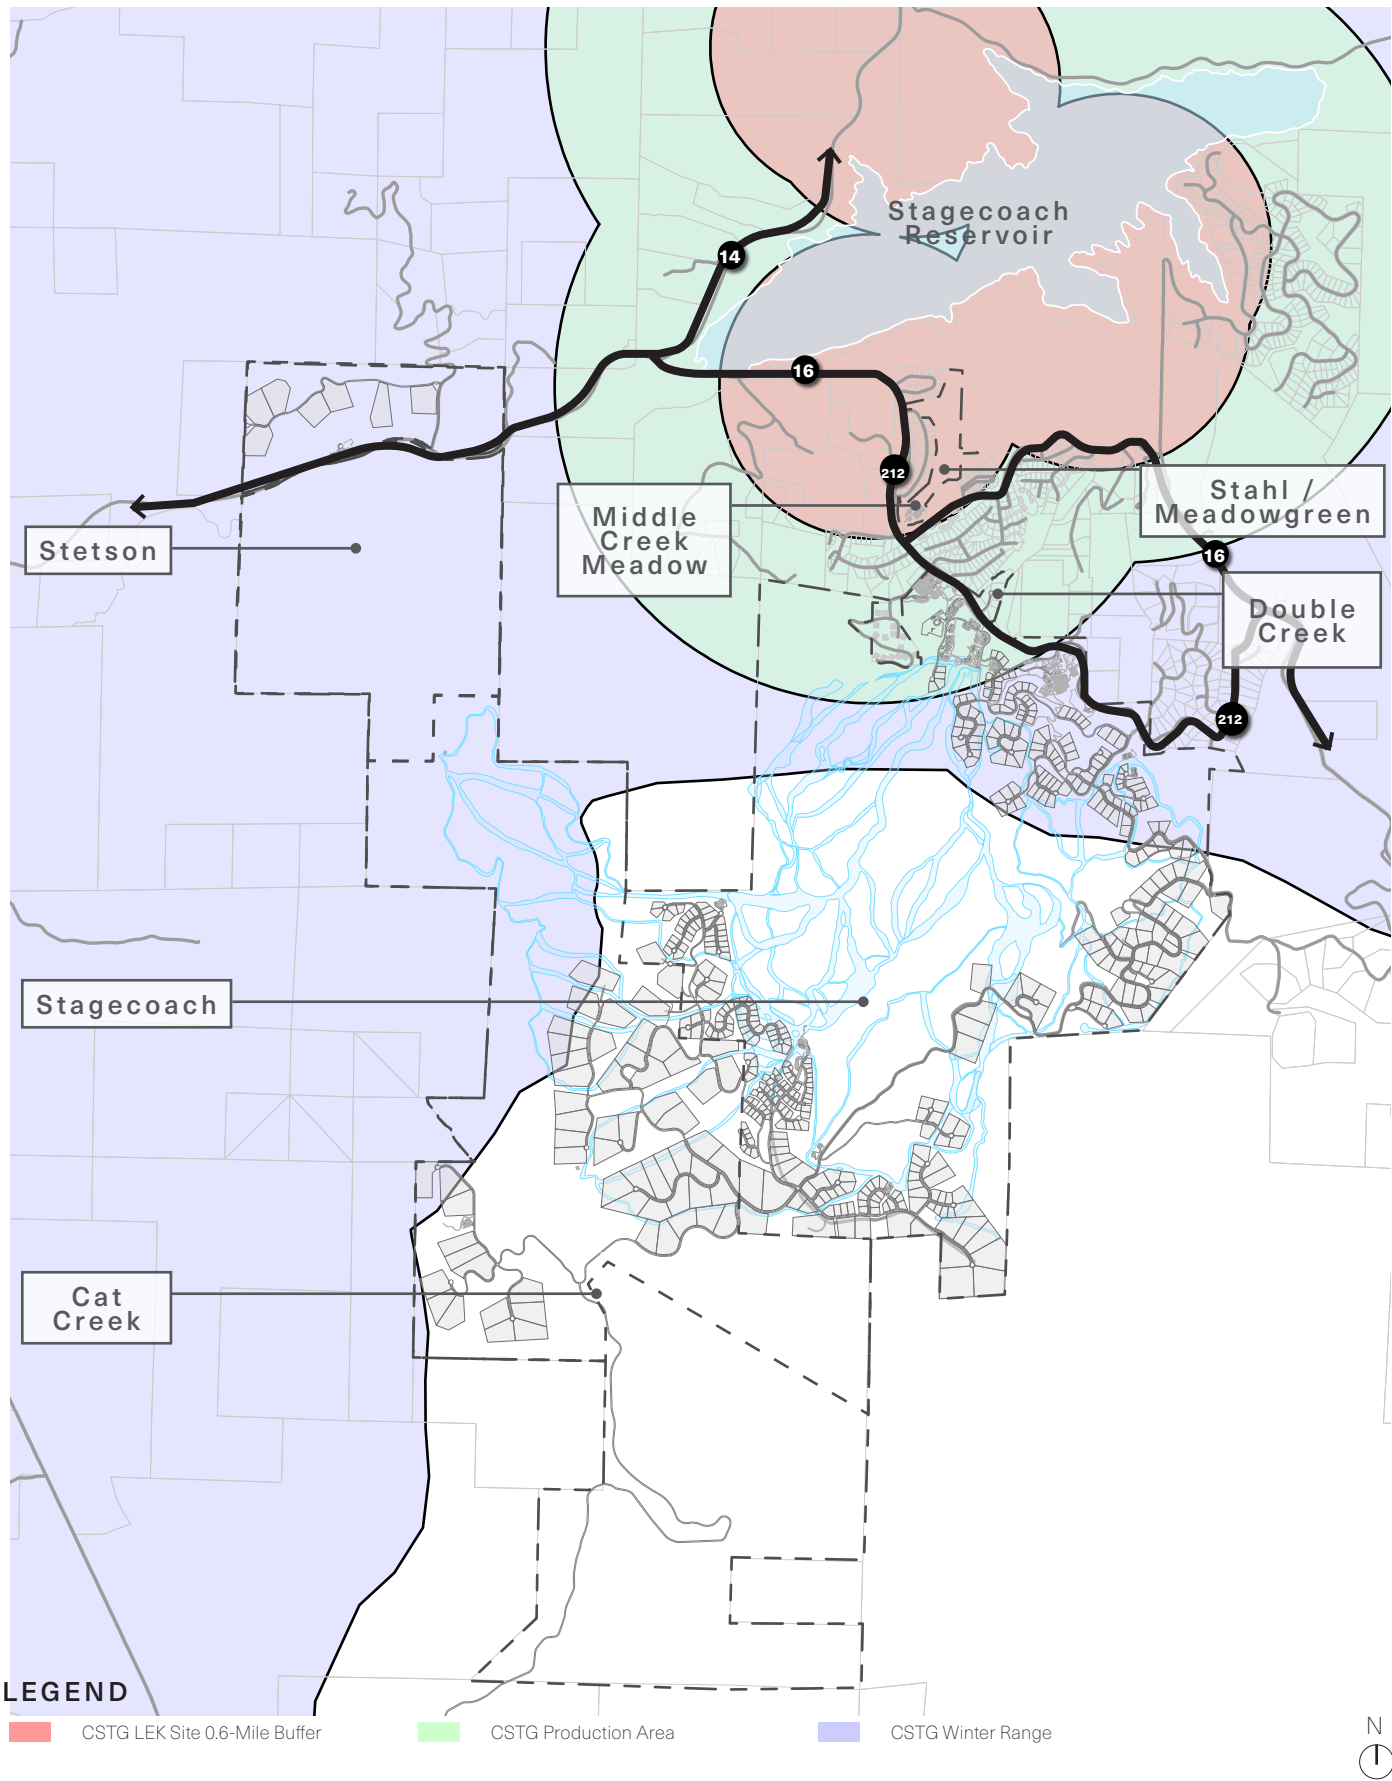 Stagecoach
Reservoir
14
16
212
Stahl /
Meadowgreen
Middle
Creek
Meadow
Stetson
16
Double
Creek
212
Stagecoach
Cat
Creek
LEGEND
CSTG LEK Site 0.6-Mile Buffer
CSTG Production Area
CSTG Winter Range
N